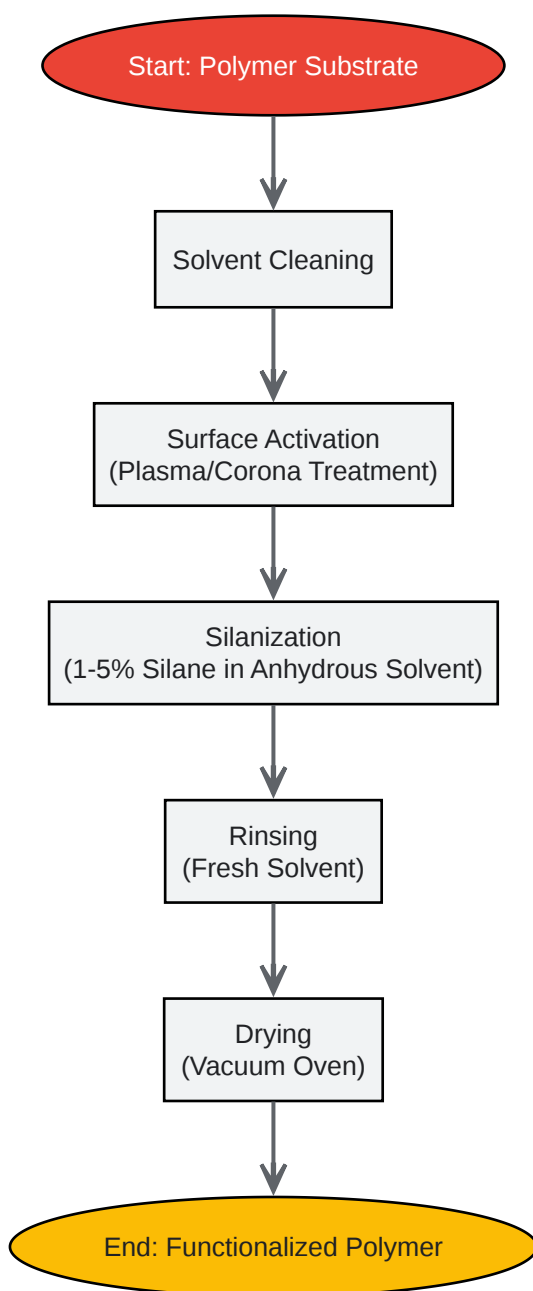 Start: Polymer Substrate
Solvent Cleaning
Surface Activation
(Plasma/Corona Treatment)
Silanization
(1-5% Silane in Anhydrous Solvent)
Rinsing
(Fresh Solvent)
Drying
(Vacuum Oven)
End: Functionalized Polymer